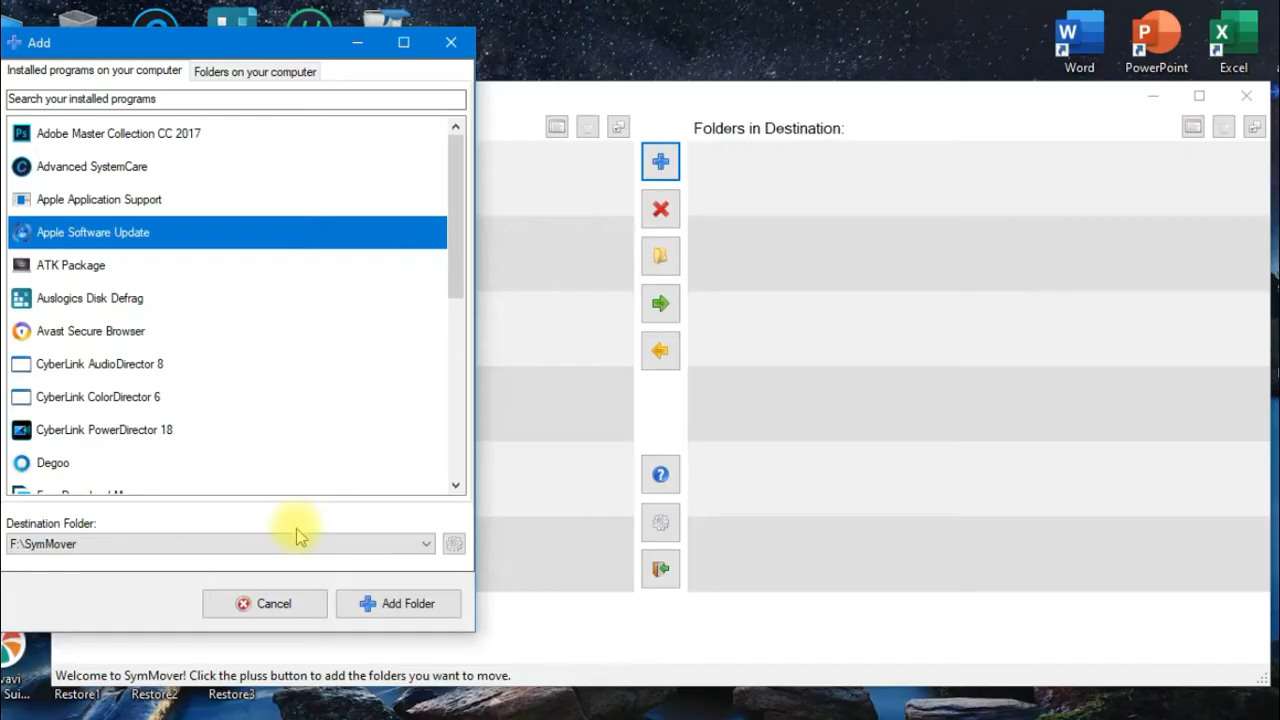 Add
Installed programs on your computer
Folders on your computer
Search your installed programs
Adobe Master Collection CC 2017
Advanced SystemCare
Apple Application Support
Apple Software Update
ATK Package
Auslogics Disk Defrag
Avast Secure Browser
CyberLink AudioDirector 8
CyberLink ColorDirector 6
CyberLink PowerDirector 18
Degoo
Destination Folder:
F:\SymMover
Cancel
Add Folder
Folders in Destination:
Welcome to SymMover! Click the pluss button to add the folders you want to move.
Word
PowerPoint
Excel
Sui...
Restore1
Restore2
Restore3